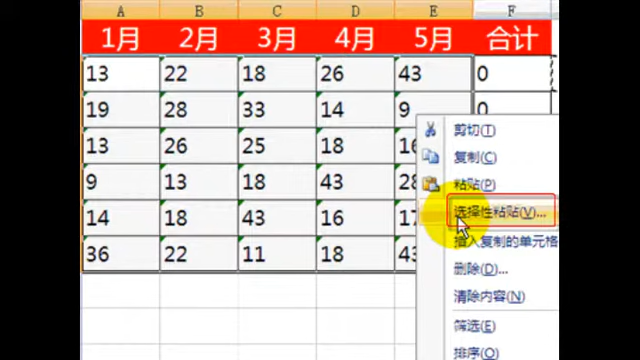 A B C D E F
1月 2月 3月 4月 5月 合计
13 22 18 26 43 0
19 28 33 14 9 0
剪切(T)
13 26 25 18 16
复制(C)
9 13 18 43 28
粘贴(P)
14 18 43 16 17
选择性粘贴(V)...
插入复制的单元格
36 22 11 18 43
删除(D)...
清除内容(N)
筛选(E)
排序(O)